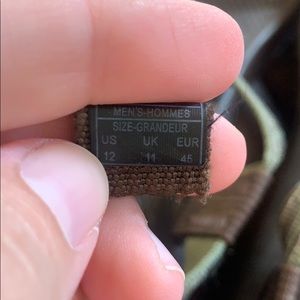 MEN'S-HOMMES
SIZE-GRANDEUR
US UK EUR
12 11 45